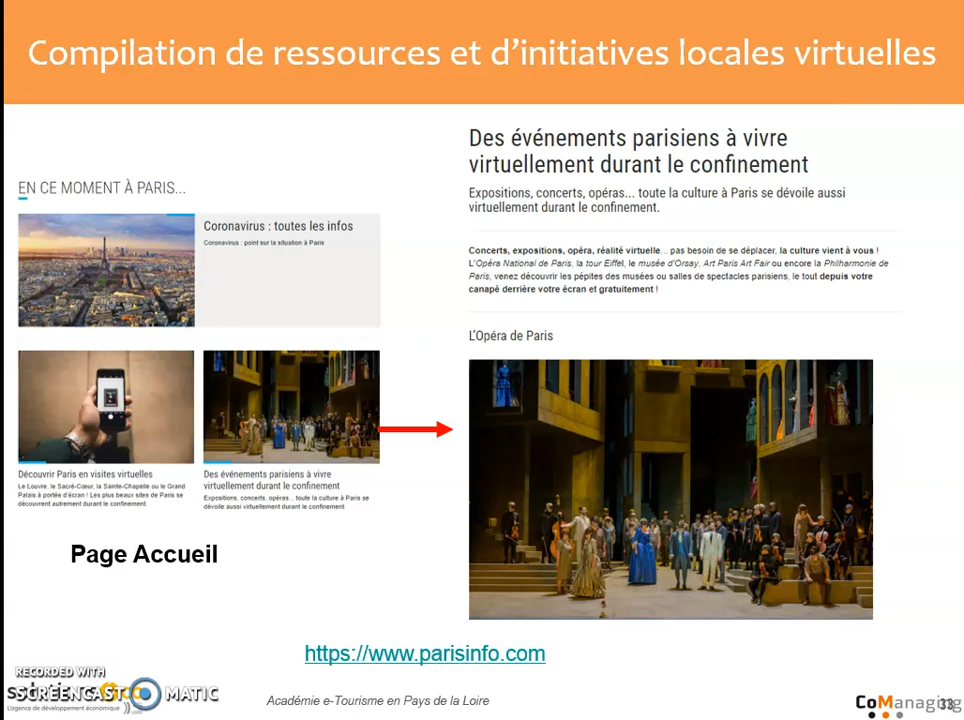 Compilation de ressources et d'initiatives locales virtuelles
EN CE MOMENT À PARIS...
Coronavirus : toutes les infos
Coronavirus : point sur la situation à Paris
Découvrir Paris en visites virtuelles
Le Louvre, le Sacré-Cœur, la Sainte-Chapelle ou le Grand
Palais à portée d'écran ! Les plus beaux sites de Paris se
découvrent autrement durant le confinement.
Des événements parisiens à vivre
virtuellement durant le confinement
Expositions, concerts, opéras... toute la culture à Paris se
dévoile aussi virtuellement durant le confinement
Page Accueil
Des événements parisiens à vivre
virtuellement durant le confinement
Expositions, concerts, opéras... toute la culture à Paris se dévoile aussi
virtuellement durant le confinement.
Concerts, expositions, opéra, réalité virtuelle... pas besoin de se déplacer, la culture vient à vous !
L'Opéra National de Paris, la tour Eiffel, le musée d'Orsay, Art Paris Art Fair ou encore la Philharmonie de
Paris, venez découvrir les pépites des musées ou salles de spectacles parisiens, le tout depuis votre
canapé derrière votre écran et gratuitement !
L'Opéra de Paris
https://www.parisinfo.com
RECORDED WITH
SCREENCAST MATIC
L'agence de développement économique
Académie e-Tourisme en Pays de la Loire
CoManaging
33